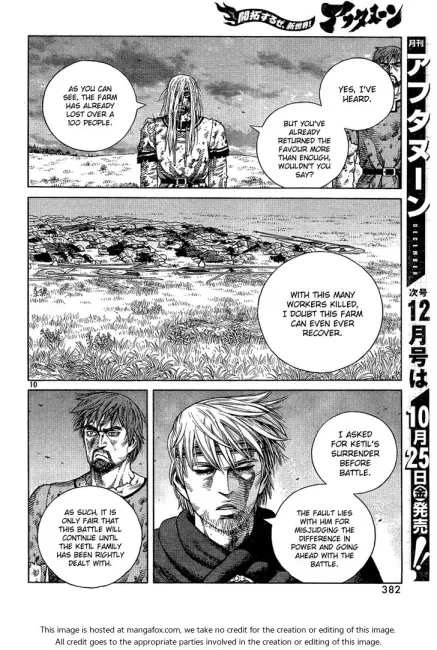 開拓するぜ、新世界!
アフタヌーン
AS YOU CAN
SEE, THE FARM
HAS ALREADY
LOST OVER A
100 PEOPLE.
YES, I'VE
HEARD.
BUT YOU'VE
ALREADY
RETURNED THE
FAVOUR MORE
THAN ENOUGH,
WOULDN'T YOU
SAY?
WITH THIS MANY
WORKERS KILLED,
I DOUBT THIS FARM
CAN EVEN EVER
RECOVER.
10
I ASKED
FOR KETIL'S
SURRENDER
BEFORE
BATTLE.
THE FAULT LIES
WITH HIM FOR
MISJUDGING THE
DIFFERENCE IN
POWER AND GOING
AHEAD WITH THE
BATTLE.
AS SUCH, IT IS
ONLY FAIR THAT
THIS BATTLE WILL
CONTINUE UNTIL
THE KETIL FAMILY
HAS BEEN RIGHTLY
DEALT WITH.
月刊アフタヌーン
DECEMBER
次号12月号は10月25日㊎発売!!
382
This image is hosted at mangafox.com, we take no credit for the creation or editing of this image.
All credit goes to the appropriate parties involved in the creation or editing of this image.